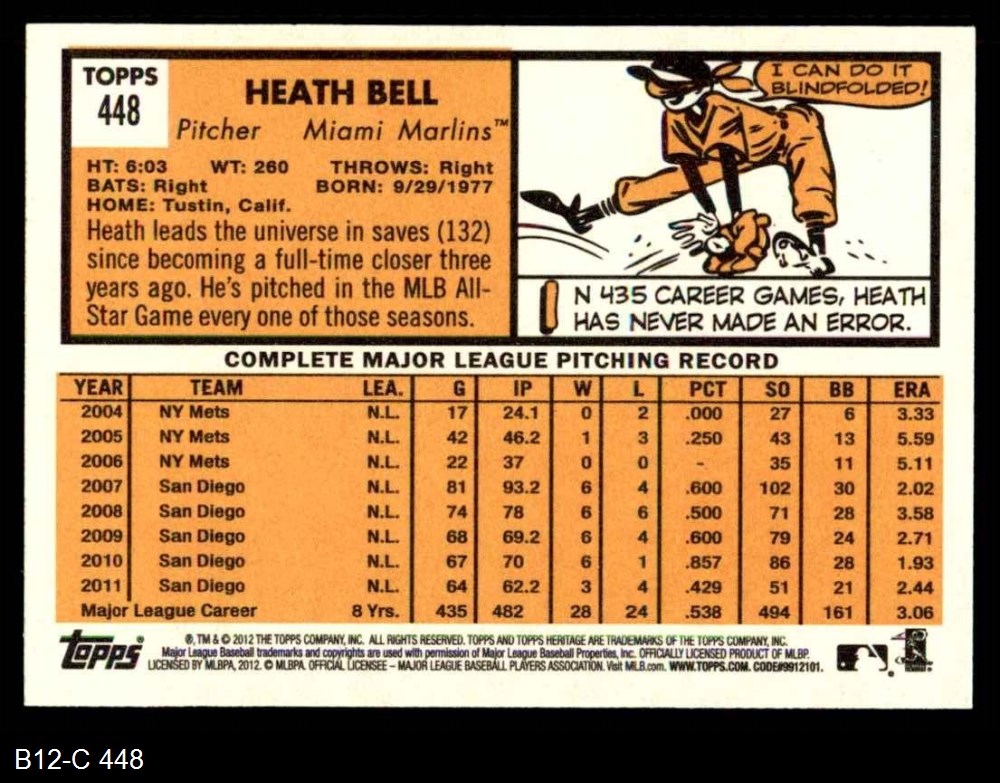 TOPPS
448
HEATH BELL
Pitcher Miami Marlins™
HT: 6:03 WT: 260 THROWS: Right
BATS: Right BORN: 9/29/1977
HOME: Tustin, Calif.
Heath leads the universe in saves (132)
since becoming a full-time closer three
years ago. He's pitched in the MLB All-
Star Game every one of those seasons.
I CAN DO IT
BLINDFOLDED!
IN 435 CAREER GAMES, HEATH
HAS NEVER MADE AN ERROR.
COMPLETE MAJOR LEAGUE PITCHING RECORD
YEAR TEAM LEA. G IP W L PCT SO BB ERA
2004 NY Mets N.L. 17 24.1 0 2 .000 27 6 3.33
2005 NY Mets N.L. 42 46.2 1 3 .250 43 13 5.59
2006 NY Mets N.L. 22 37 0 0 - 35 11 5.11
2007 San Diego N.L. 81 93.2 6 4 .600 102 30 2.02
2008 San Diego N.L. 74 78 6 6 .500 71 28 3.58
2009 San Diego N.L. 68 69.2 6 4 .600 79 24 2.71
2010 San Diego N.L. 67 70 6 1 .857 86 28 1.93
2011 San Diego N.L. 64 62.2 3 4 .429 51 21 2.44
Major League Career 8 Yrs. 435 482 28 24 .538 494 161 3.06
Topps
®, TM & © 2012 THE TOPPS COMPANY, INC. ALL RIGHTS RESERVED. TOPPS AND TOPPS HERITAGE ARE TRADEMARKS OF THE TOPPS COMPANY, INC.
Major League Baseball trademarks and copyrights are used with permission of Major League Baseball Properties, Inc. OFFICIALLY LICENSED PRODUCT OF MLBP.
LICENSED BY MLBPA, 2012. © MLBPA. OFFICIAL LICENSEE – MAJOR LEAGUE BASEBALL PLAYERS ASSOCIATION. Visit MLB.com. WWW.TOPPS.COM. CODE#9912101.
B12-C 448